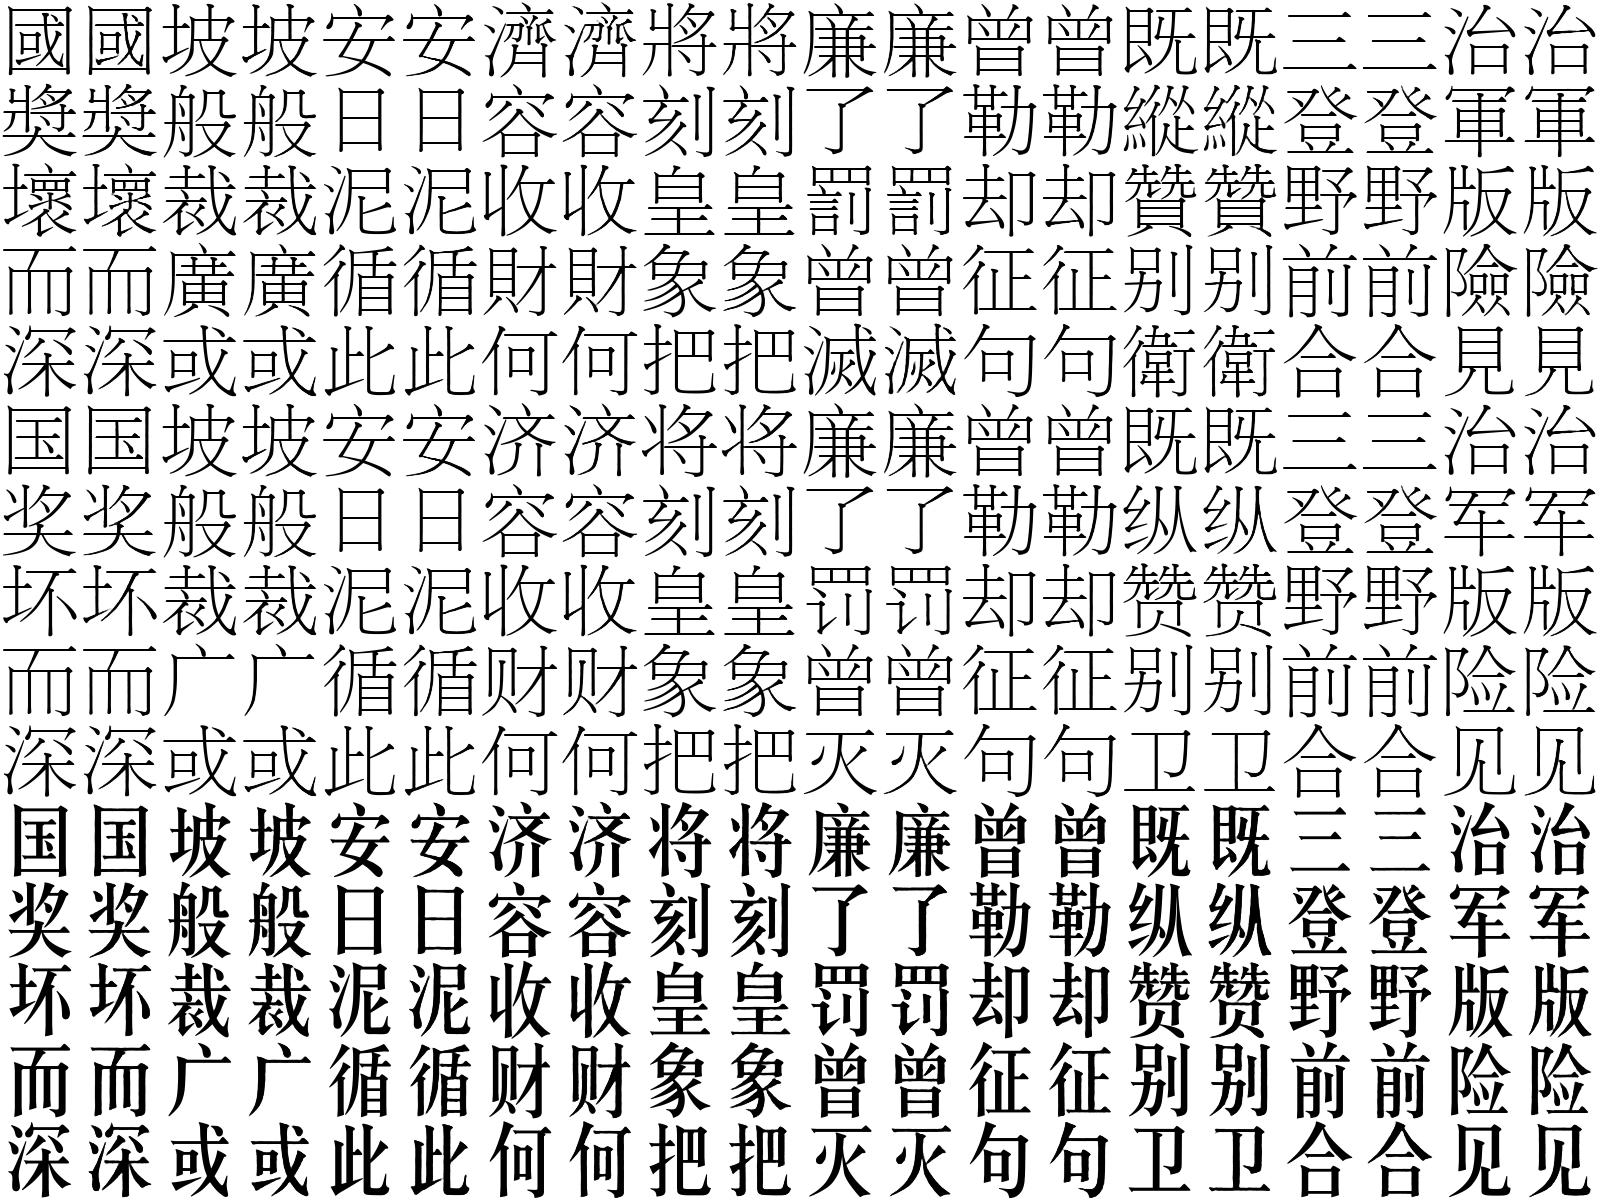 國國坡坡安安濟濟將將廉廉曾曾既既三三治治
獎獎般般日日容容刻刻了了勒勒縱縱登登軍軍
壞壞裁裁泥泥收收皇皇罰罰却却贊贊野野版版
而而廣廣循循財財象象曾曾征征别别前前險險
深深或或此此何何把把滅滅句句衛衛合合見見
国国坡坡安安济济将将廉廉曾曾既既三三治治
奖奖般般日日容容刻刻了了勒勒纵纵登登军军
坏坏裁裁泥泥收收皇皇罚罚却却赞赞野野版版
而而广广循循财财象象曾曾征征别别前前险险
深深或或此此何何把把灭灭句句卫卫合合见见
国国坡坡安安济济将将廉廉曾曾既既三三治治
奖奖般般日日容容刻刻了了勒勒纵纵登登军军
坏坏裁裁泥泥收收皇皇罚罚却却赞赞野野版版
而而广广循循财财象象曾曾征征别别前前险险
深深或或此此何何把把灭灭句句卫卫合合见见